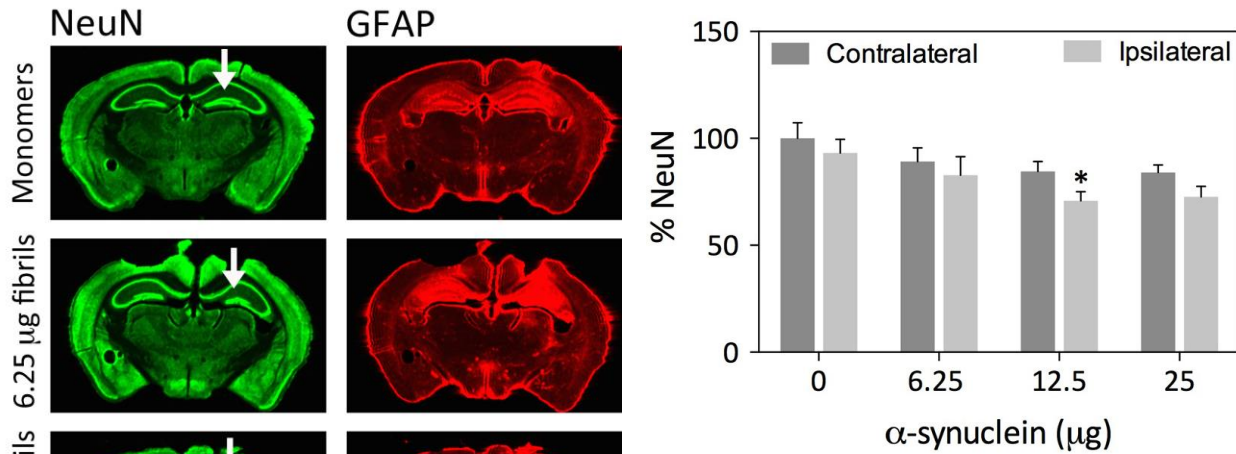 NeuN
GFAP
Monomers
6.25 μg fibrils
ils
150
100
50
0
% NeuN
Contralateral
Ipsilateral
*
0
6.25
12.5
25
α-synuclein (μg)